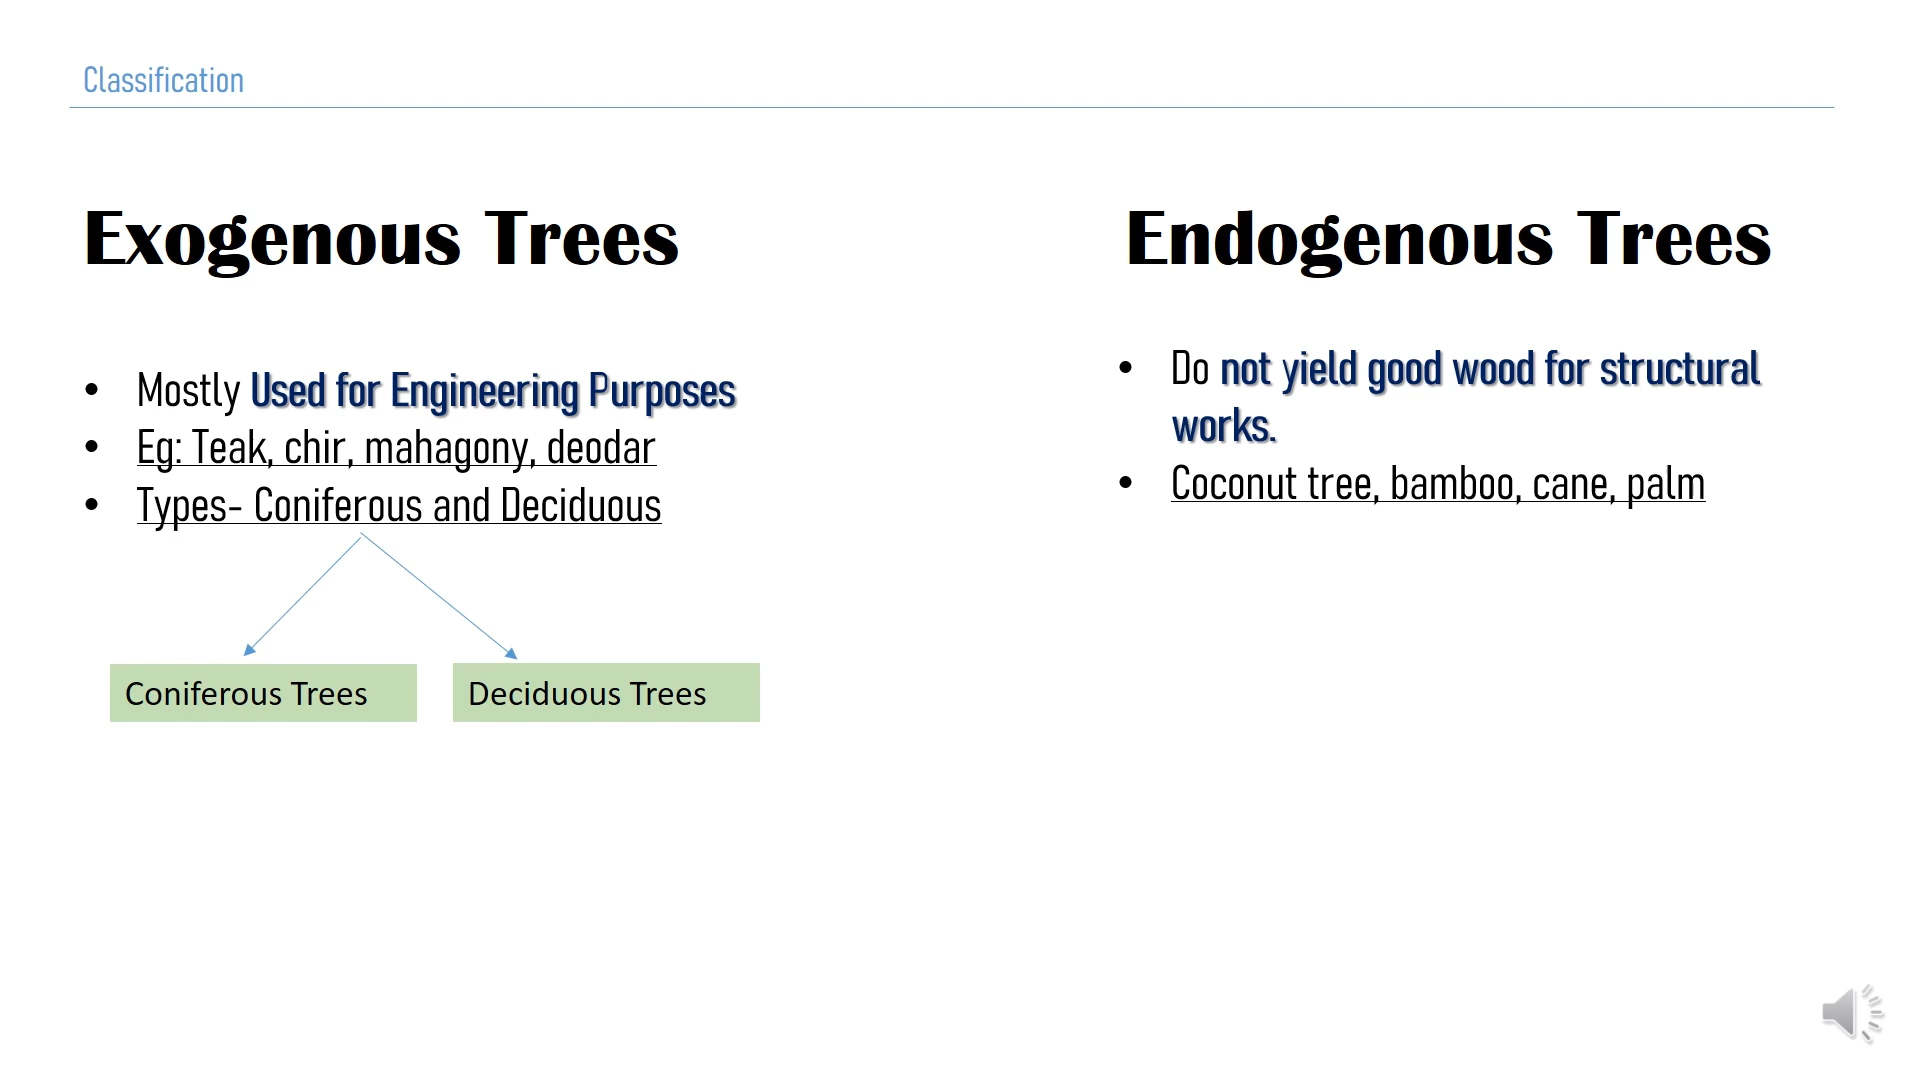 Classification
Exogenous Trees
• Mostly Used for Engineering Purposes
• Eg: Teak, chir, mahagony, deodar
• Types- Coniferous and Deciduous
Coniferous Trees
Deciduous Trees
Endogenous Trees
• Do not yield good wood for structural
works.
• Coconut tree, bamboo, cane, palm